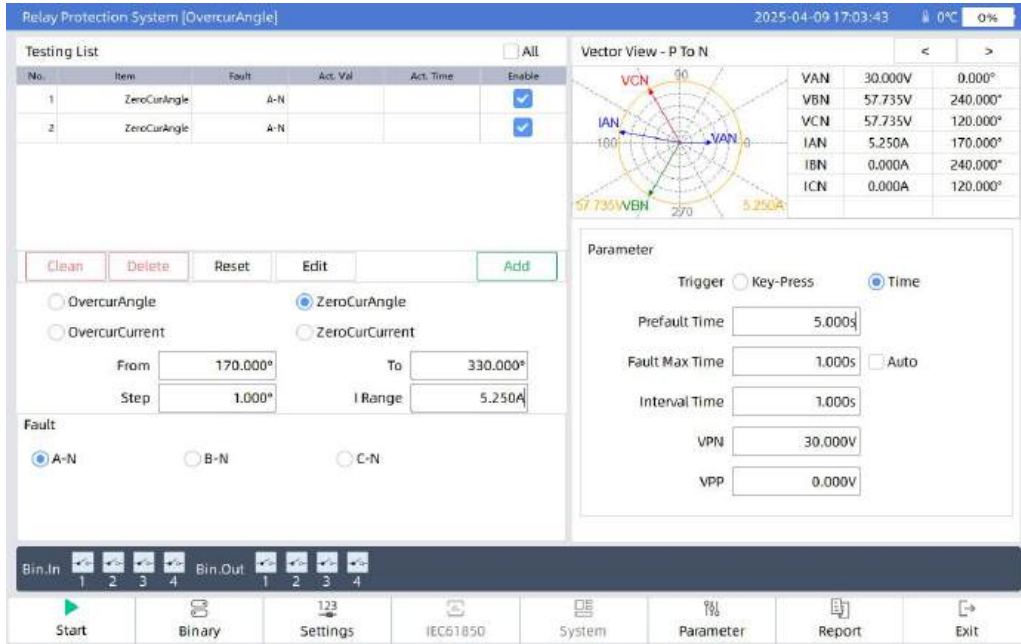 Relay Protection System [OvercurAngle] 2025-04-09 17:03:43 0℃ 0%
Testing List All
No. Item Fault Act. Val Act. Time Enable
1 ZeroCurAngle A-N
2 ZeroCurAngle A-N
Clean Delete Reset Edit Add
OvercurAngle ZeroCurAngle
OvercurCurrent ZeroCurCurrent
From 170.000° To 330.000°
Step 1.000° I Range 5.250A
Fault
A-N B-N C-N
Vector View - P To N < >
90
VCN
IAN
VAN
180 0
57.735V VBN 270 5.250A
VAN 30.000V 0.000°
VBN 57.735V 240.000°
VCN 57.735V 120.000°
IAN 5.250A 170.000°
IBN 0.000A 240.000°
ICN 0.000A 120.000°
Parameter
Trigger Key-Press Time
Prefault Time 5.000s
Fault Max Time 1.000s Auto
Interval Time 1.000s
VPN 30.000V
VPP 0.000V
Bin.In 1 2 3 4 Bin.Out 1 2 3 4
123
Start Binary Settings IEC61850 System Parameter Report Exit